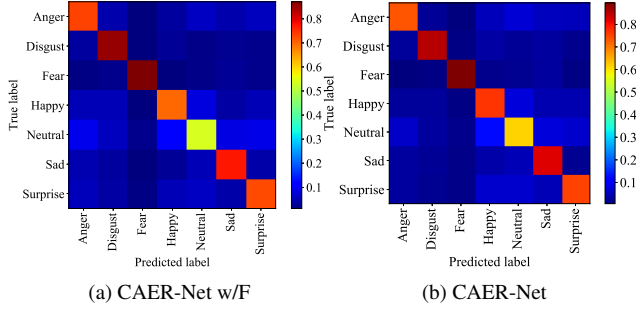 Anger
Disgust
Fear
Happy
Neutral
Sad
Surprise
True label
Anger
Disgust
Fear
Happy
Neutral
Sad
Surprise
Predicted label
0.8
0.7
0.6
0.5
0.4
0.3
0.2
0.1
(a) CAER-Net w/F
Anger
Disgust
Fear
Happy
Neutral
Sad
Surprise
True label
Anger
Disgust
Fear
Happy
Neutral
Sad
Surprise
Predicted label
0.8
0.7
0.6
0.5
0.4
0.3
0.2
0.1
(b) CAER-Net